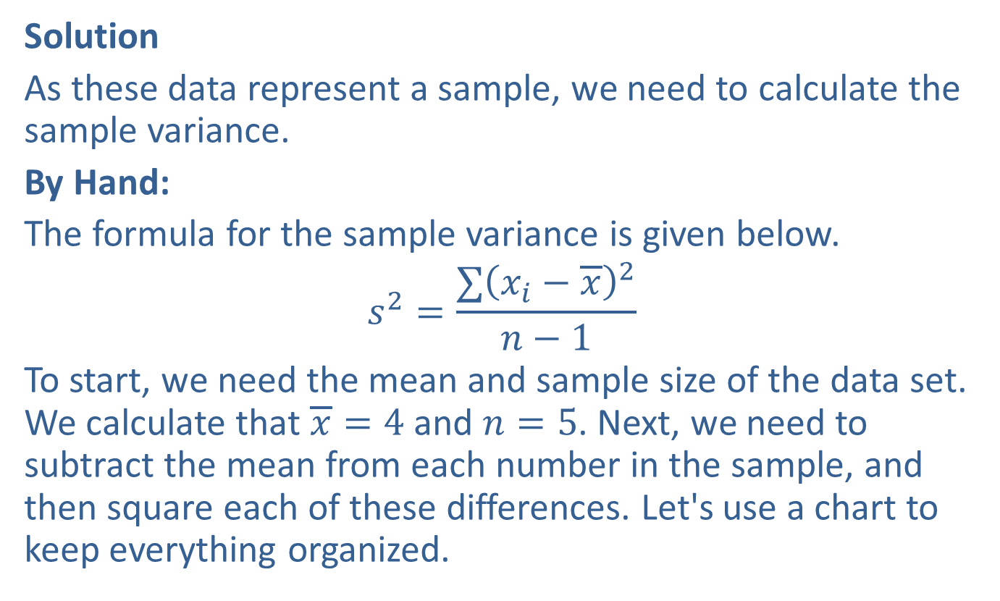 Solution
As these data represent a sample, we need to calculate the
sample variance.
By Hand:
The formula for the sample variance is given below.
$s^2 = \frac{\sum (x_i - \overline{x})^2}{n - 1}$
To start, we need the mean and sample size of the data set.
We calculate that $\overline{x} = 4$ and $n = 5$. Next, we need to
subtract the mean from each number in the sample, and
then square each of these differences. Let's use a chart to
keep everything organized.